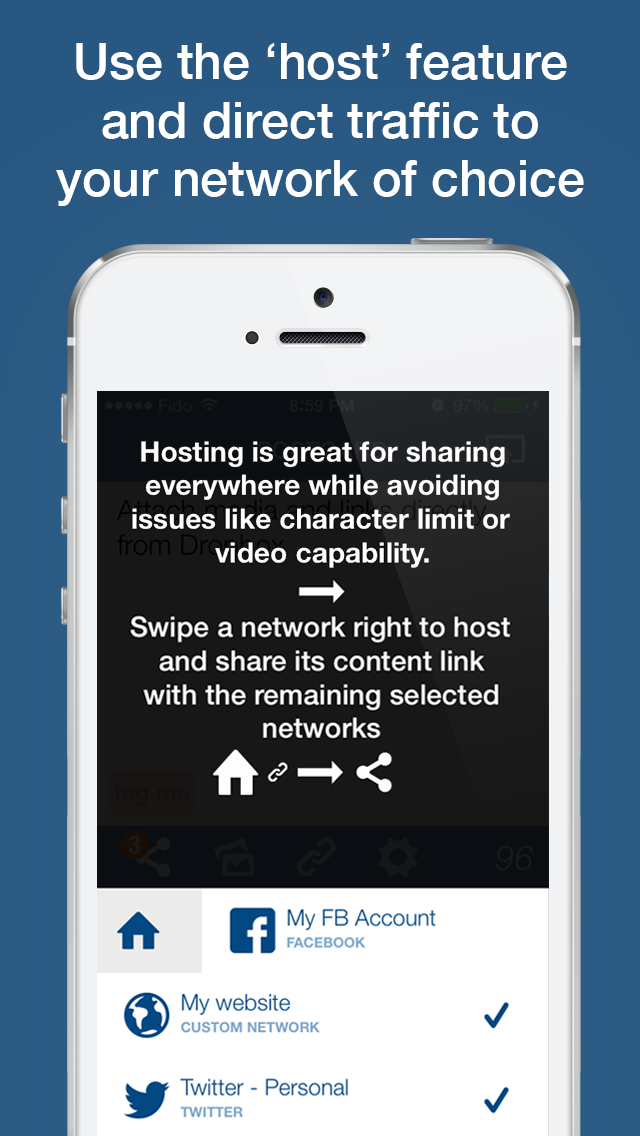 Use the ‘host’ feature
and direct traffic to
your network of choice
Fido 8:59 PM 97%
Hosting is great for sharing
everywhere while avoiding
issues like character limit or
video capability.
Attach media and links directly
from Dropbox
Swipe a network right to host
and share its content link
with the remaining selected
networks
tag me
3
96
My FB Account
FACEBOOK
My website
CUSTOM NETWORK
Twitter - Personal
TWITTER